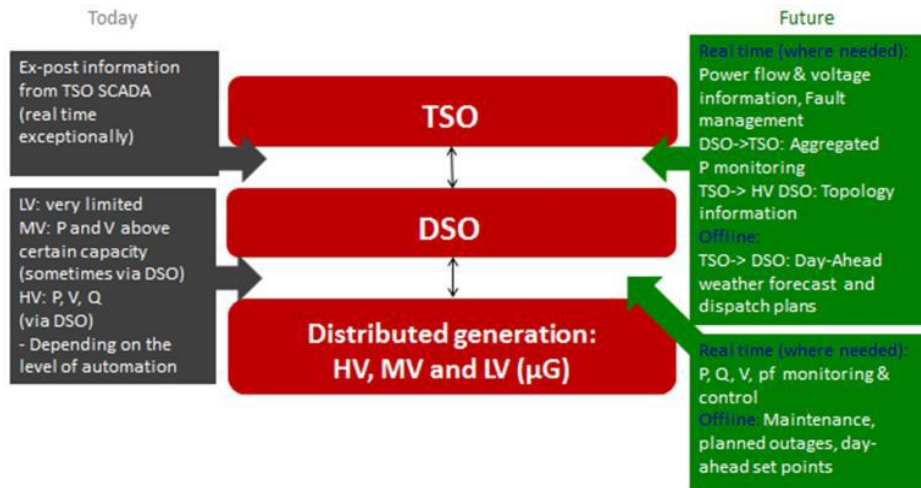 Today
Ex-post information
from TSO SCADA
(real time
exceptionally)
LV: very limited
MV: P and V above
certain capacity
(sometimes via DSO)
HV: P, V, Q
(via DSO)
- Depending on the
level of automation
TSO
DSO
Distributed generation:
HV, MV and LV (µG)
Future
Real time (where needed):
Power flow & voltage
information, Fault
management
DSO->TSO: Aggregated
P monitoring
TSO-> HV DSO: Topology
information
Offline:
TSO-> DSO: Day-Ahead
weather forecast and
dispatch plans
Real time (where needed):
P, Q, V, pf monitoring &
control
Offline: Maintenance,
planned outages, day-
ahead set points